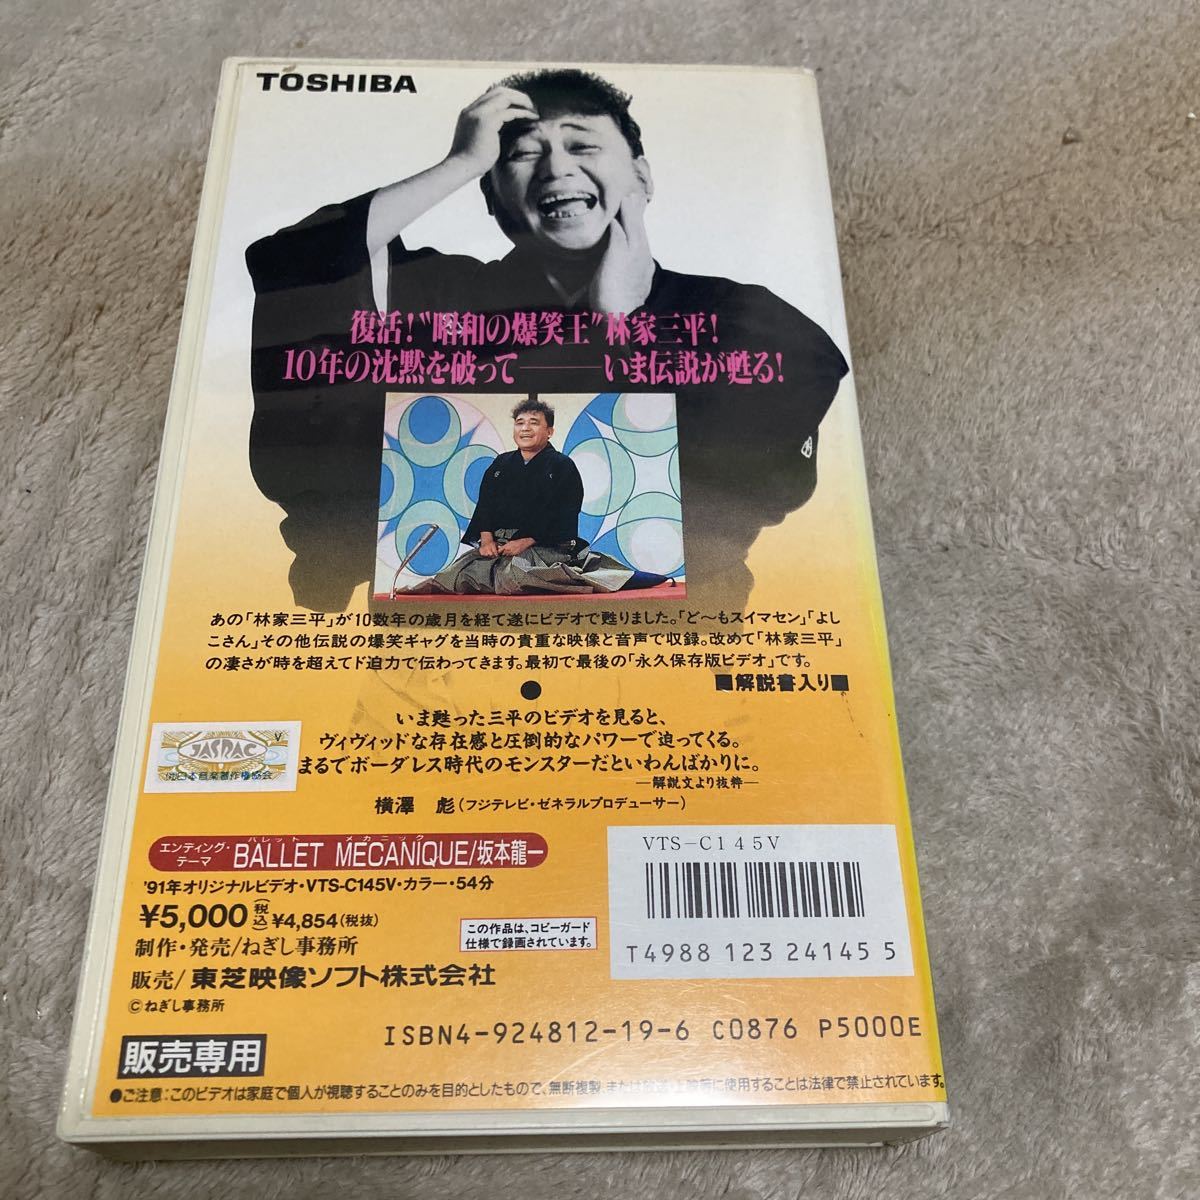 TOSHIBA
復活!〝昭和の爆笑王〟林家三平!
10年の沈黙を破って―――いま伝説が甦る!
あの「林家三平」が10数年の歳月を経て遂にビデオで甦りました。「ど〜もスイマセン」「よし
こさん」その他伝説の爆笑ギャグを当時の貴重な映像と音声で収録。改めて「林家三平」
の凄さが時を超えてド迫力で伝わってきます。最初で最後の「永久保存版ビデオ」です。
■解説書入り■
●
いま甦った三平のビデオを見ると、
ヴィヴィッドな存在感と圧倒的なパワーで迫ってくる。
まるでボーダレス時代のモンスターだといわんばかりに。
―解説文より抜粋―
横澤 彪(フジテレビ・ゼネラルプロデューサー)
JASRAC V
㈳日本音楽著作権協会
エンディング・テーマ BALLET MECANIQUE/坂本龍一
バレット メカニック
'91年オリジナルビデオ・VTS-C145V・カラー・54分
¥5,000(税込) ¥4,854(税抜)
制作・発売/ねぎし事務所
販売/東芝映像ソフト株式会社
©ねぎし事務所
この作品は、コピーガード
仕様で録画されています。
VTS-C145V
T4988 123 24145 5
ISBN4-924812-19-6 C0876 P5000E
販売専用
●ご注意:このビデオは家庭で個人が視聴することのみを目的としたもので、無断複製、または放送、上映等に使用することは法律で禁止されています。